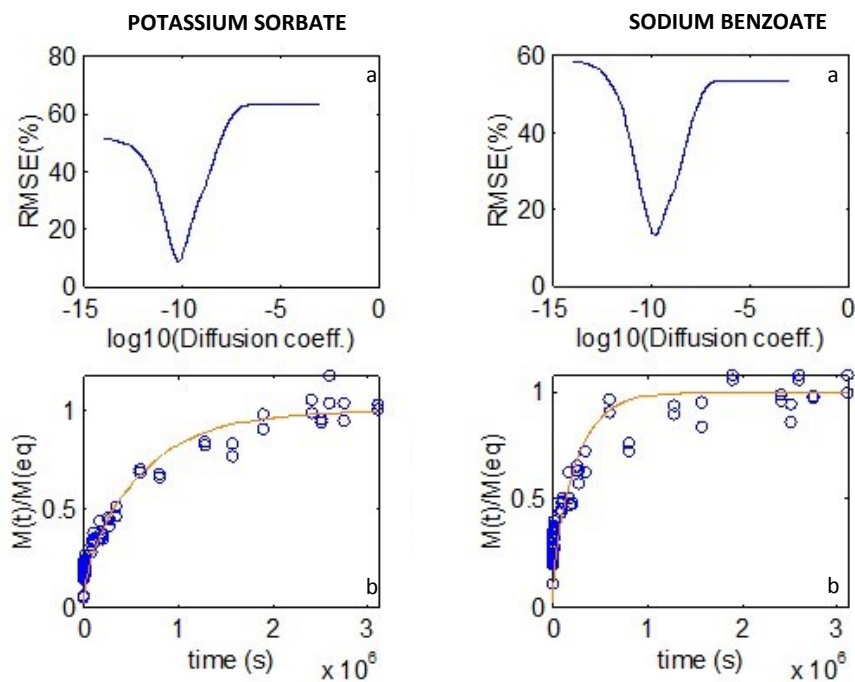 POTASSIUM SORBATE
a
80
60
40
20
0
RMSE(%)
-15
-10
-5
0
log10(Diffusion coeff.)
b
1
0.5
0
M(t)/M(eq)
0
1
2
3
time (s)
x 10^6
SODIUM BENZOATE
a
60
40
20
0
RMSE(%)
-15
-10
-5
0
log10(Diffusion coeff.)
b
1
0.5
0
M(t)/M(eq)
0
1
2
3
time (s)
x 10^6